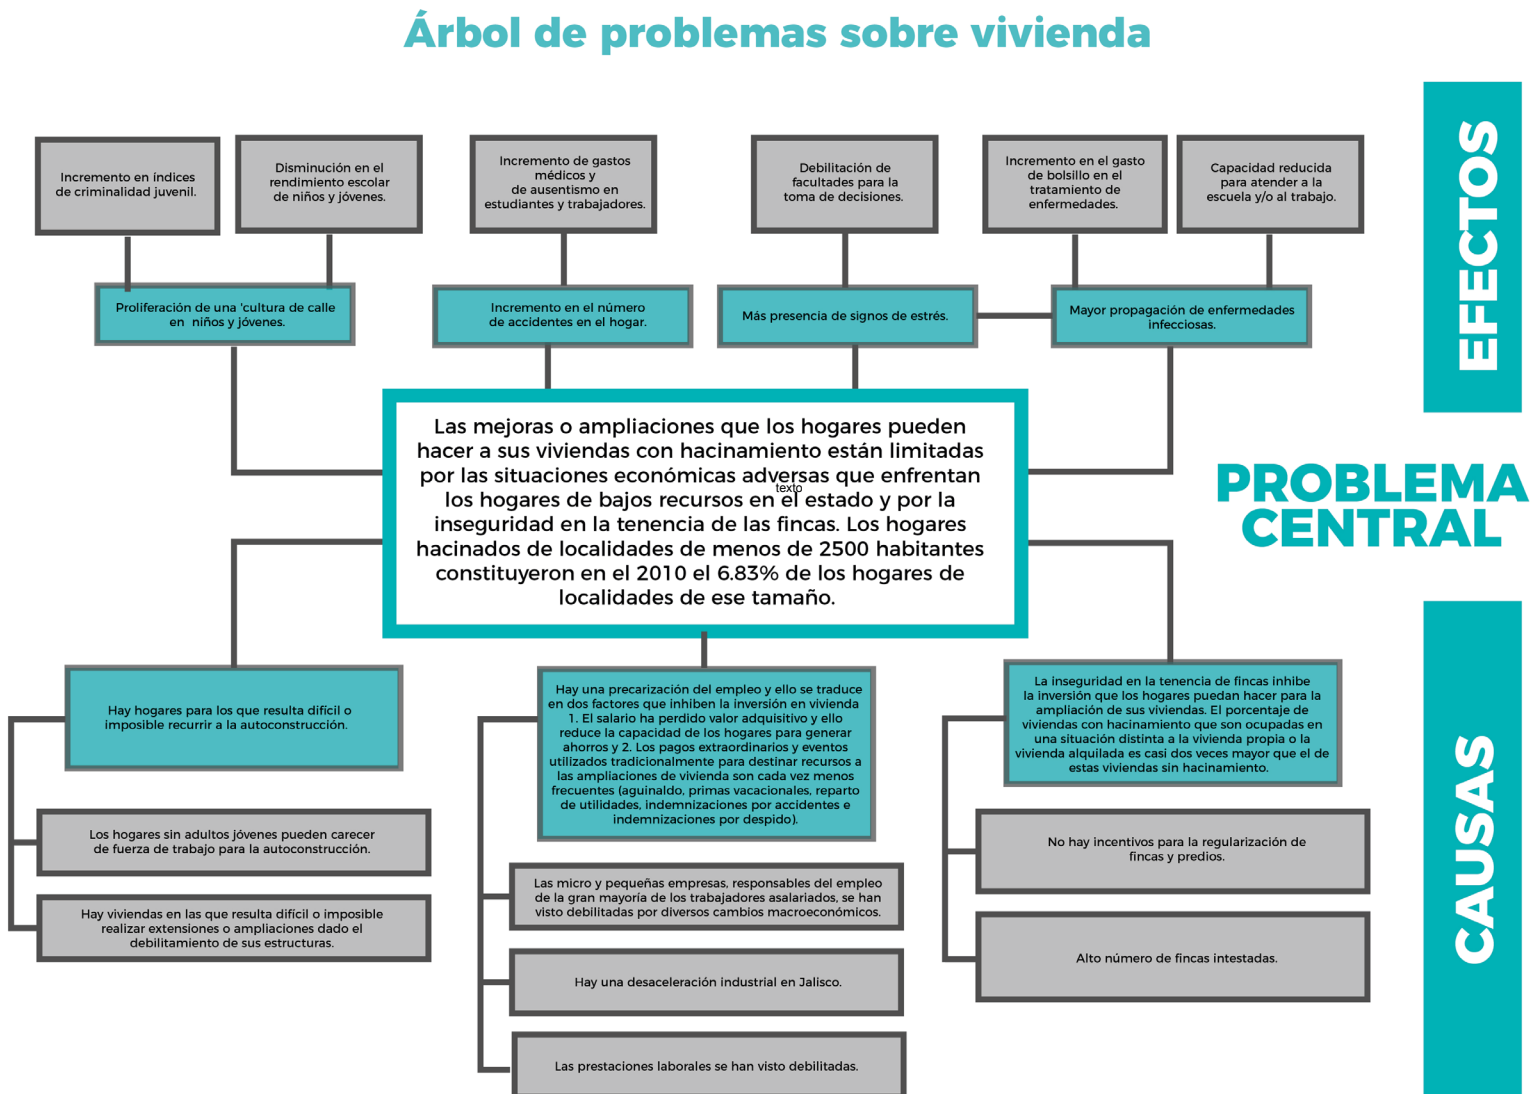 Árbol de problemas sobre vivienda
EFECTOS
Incremento en índices
de criminalidad juvenil.
Disminución en el
rendimiento escolar
de niños y jóvenes.
Incremento de gastos
médicos y
de ausentismo en
estudiantes y trabajadores.
Debilitación de
facultades para la
toma de decisiones.
Incremento en el gasto
de bolsillo en el
tratamiento de
enfermedades.
Capacidad reducida
para atender a la
escuela y/o al trabajo.
Proliferación de una 'cultura de calle
en niños y jóvenes.
Incremento en el número
de accidentes en el hogar.
Más presencia de signos de estrés.
Mayor propagación de enfermedades
infecciosas.
PROBLEMA
CENTRAL
Las mejoras o ampliaciones que los hogares pueden
hacer a sus viviendas con hacinamiento están limitadas
por las situaciones económicas adversas que enfrentan
texto
los hogares de bajos recursos en el estado y por la
inseguridad en la tenencia de las fincas. Los hogares
hacinados de localidades de menos de 2500 habitantes
constituyeron en el 2010 el 6.83% de los hogares de
localidades de ese tamaño.
CAUSAS
Hay hogares para los que resulta difícil o
imposible recurrir a la autoconstrucción.
Los hogares sin adultos jóvenes pueden carecer
de fuerza de trabajo para la autoconstrucción.
Hay viviendas en las que resulta difícil o imposible
realizar extensiones o ampliaciones dado el
debilitamiento de sus estructuras.
Hay una precarización del empleo y ello se traduce
en dos factores que inhiben la inversión en vivienda
1. El salario ha perdido valor adquisitivo y ello
reduce la capacidad de los hogares para generar
ahorros y 2. Los pagos extraordinarios y eventos
utilizados tradicionalmente para destinar recursos a
las ampliaciones de vivienda son cada vez menos
frecuentes (aguinaldo, primas vacacionales, reparto
de utilidades, indemnizaciones por accidentes e
indemnizaciones por despido).
Las micro y pequeñas empresas, responsables del empleo
de la gran mayoría de los trabajadores asalariados, se han
visto debilitadas por diversos cambios macroeconómicos.
Hay una desaceleración industrial en Jalisco.
Las prestaciones laborales se han visto debilitadas.
La inseguridad en la tenencia de fincas inhibe
la inversión que los hogares puedan hacer para la
ampliación de sus viviendas. El porcentaje de
viviendas con hacinamiento que son ocupadas en
una situación distinta a la vivienda propia o la
vivienda alquilada es casi dos veces mayor que el de
estas viviendas sin hacinamiento.
No hay incentivos para la regularización de
fincas y predios.
Alto número de fincas intestadas.